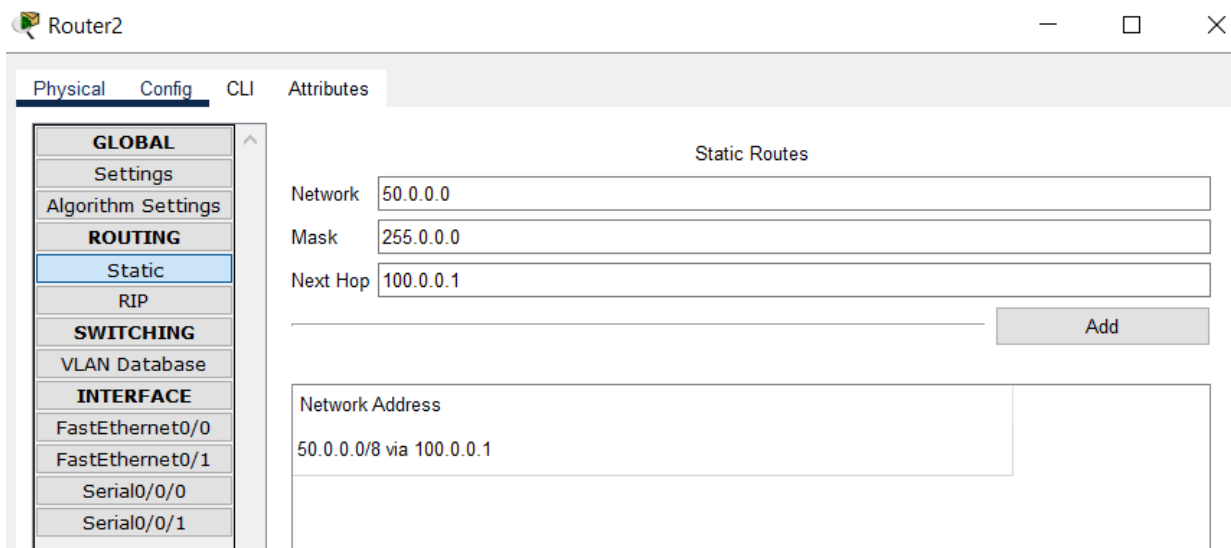 Router2
Physical Config CLI Attributes
GLOBAL
Settings
Algorithm Settings
ROUTING
Static
RIP
SWITCHING
VLAN Database
INTERFACE
FastEthernet0/0
FastEthernet0/1
Serial0/0/0
Serial0/0/1
Static Routes
Network 50.0.0.0
Mask 255.0.0.0
Next Hop 100.0.0.1
Add
Network Address
50.0.0.0/8 via 100.0.0.1